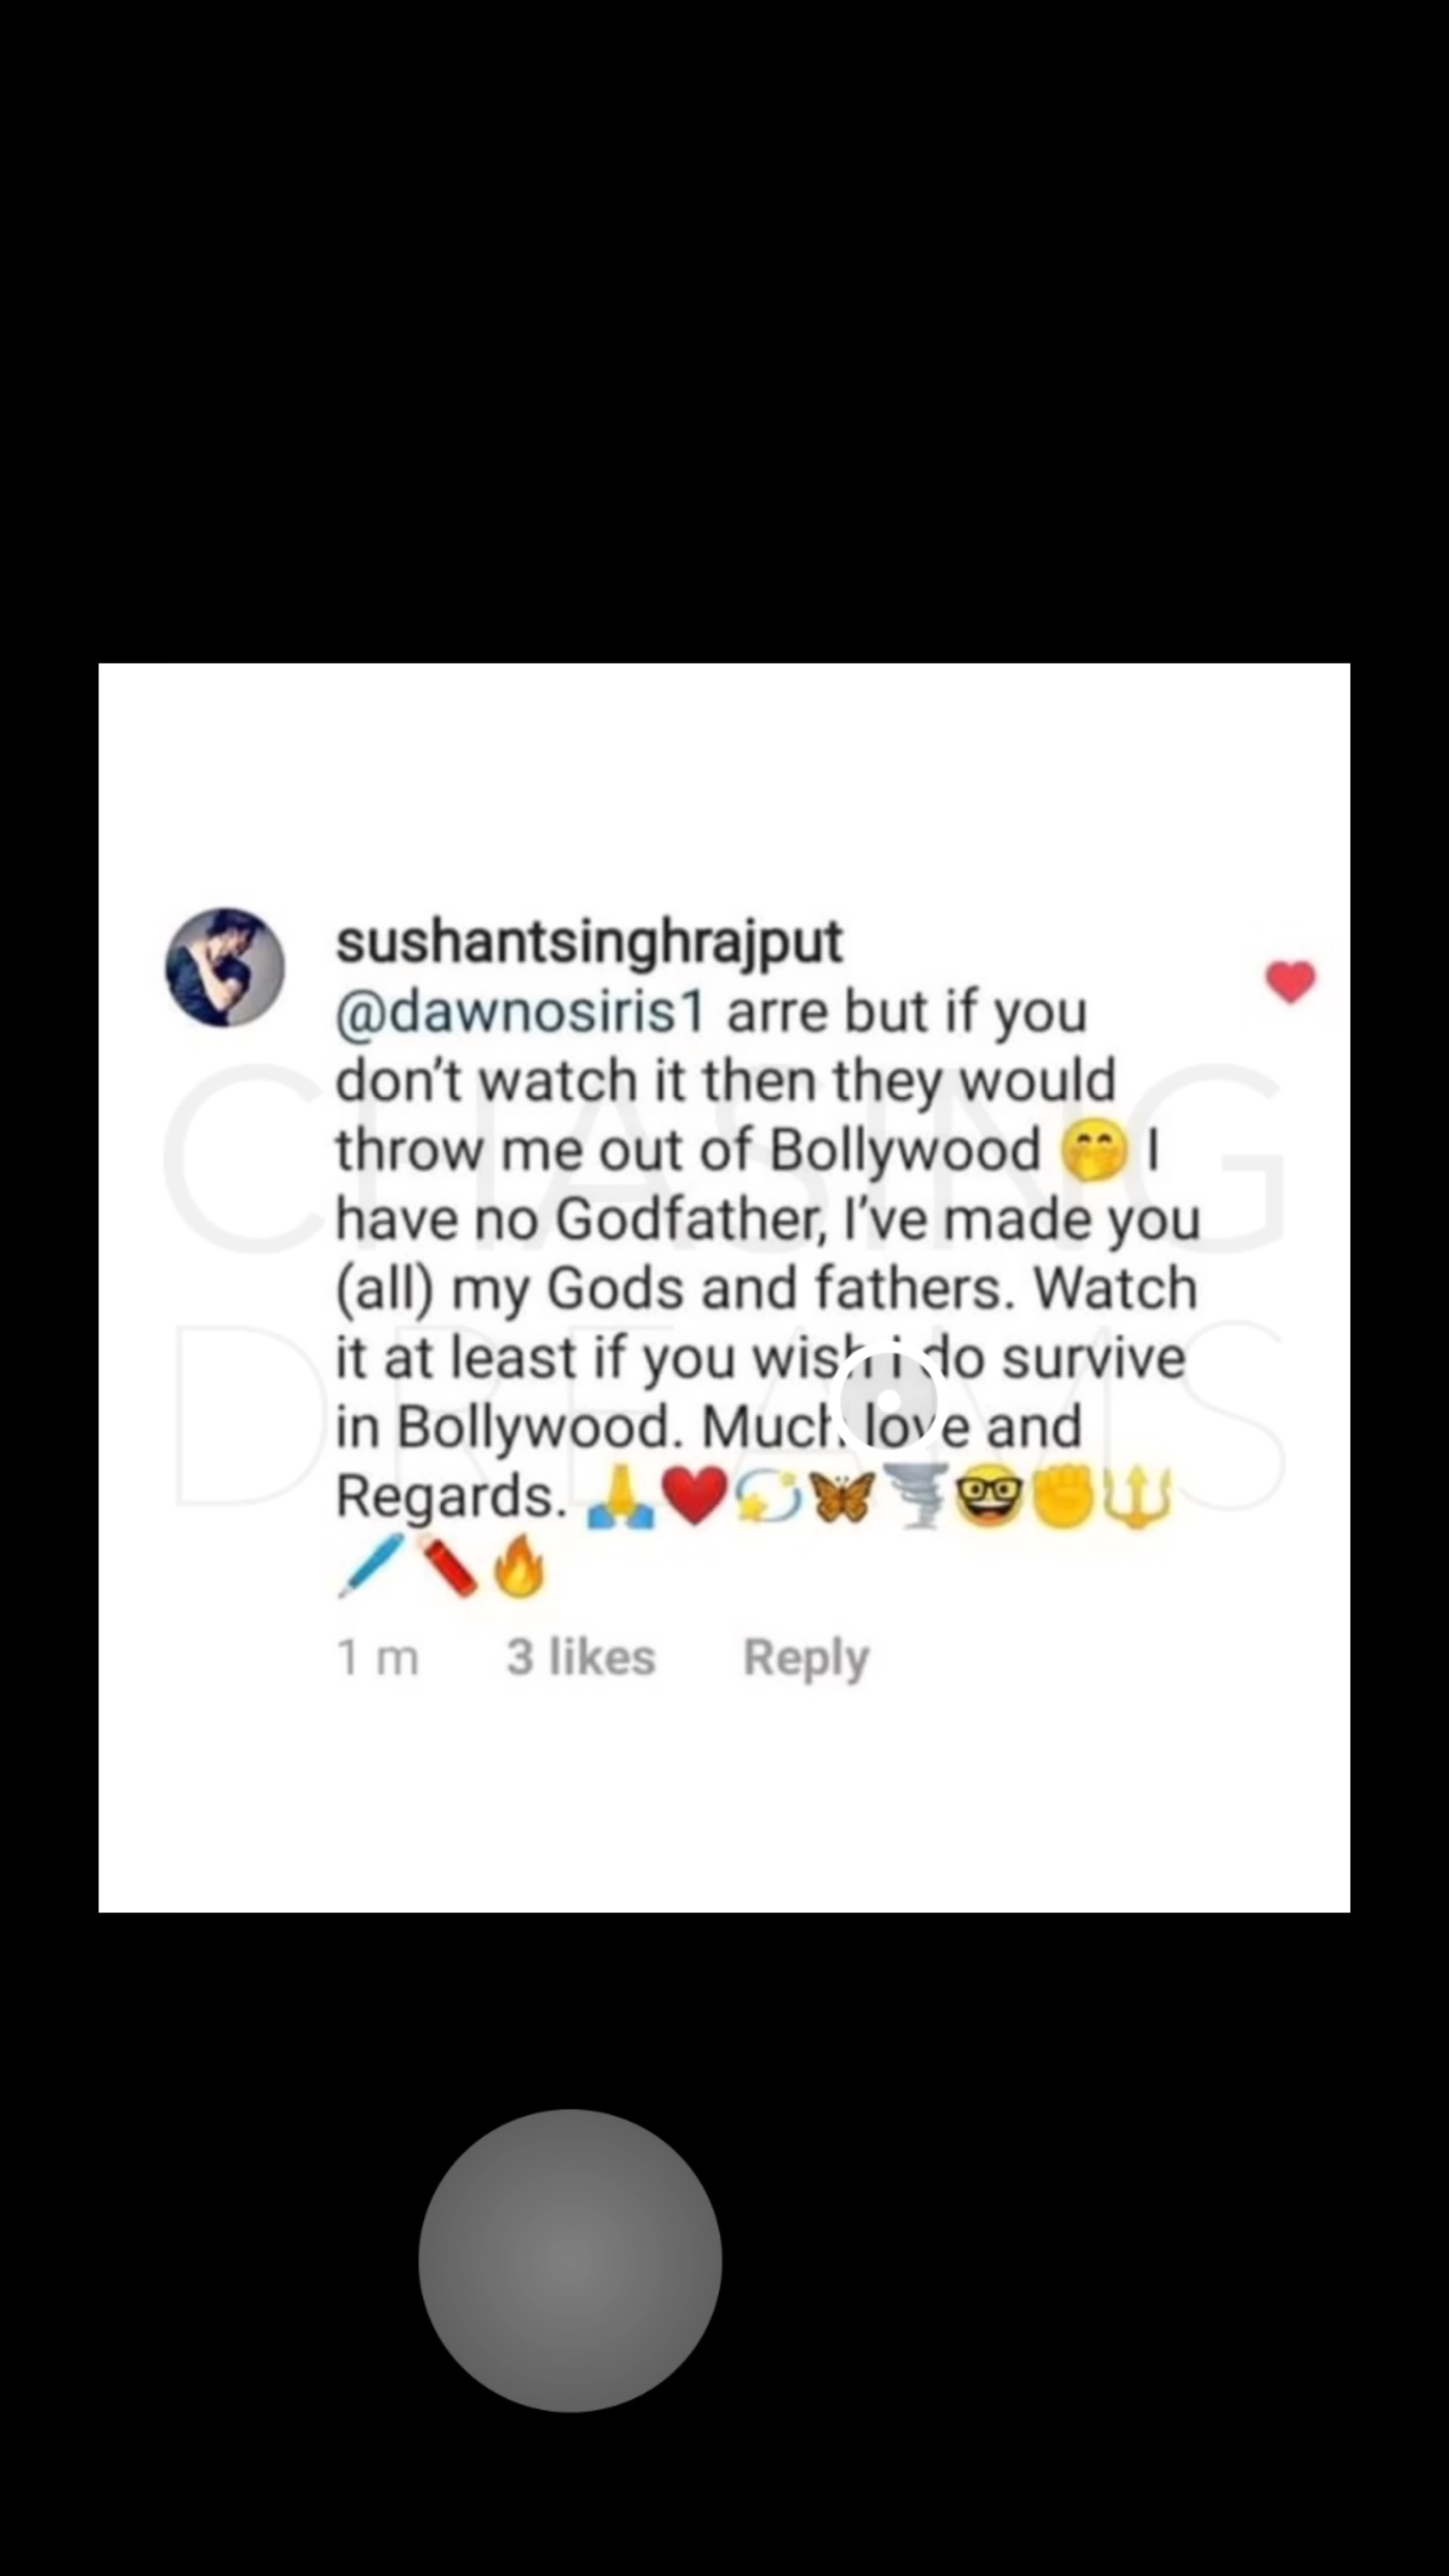 sushantsinghrajput
@dawnosiris1 arre but if you
don’t watch it then they would
throw me out of Bollywood 🤭 I
have no Godfather, I’ve made you
(all) my Gods and fathers. Watch
it at least if you wish i do survive
in Bollywood. Much love and
Regards. 🙏❤️💫🦋🌪🤓✊🔱
🖊🖍🔥
1 m 3 likes Reply
CHASING
DREAMS